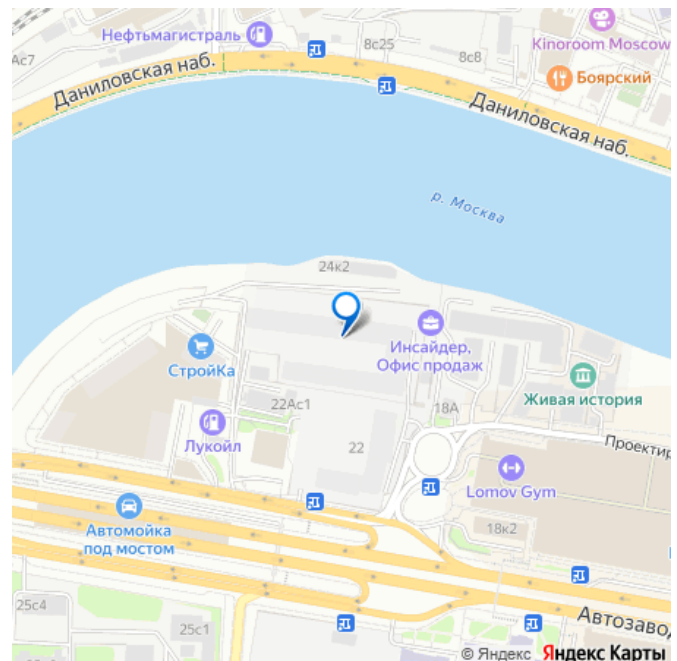 Нефтьмагистраль
8с25
8с8
Kinoroom Moscow
Ас7
Боярский
Даниловская наб.
Даниловская наб.
р. Москва
24к2
Инсайдер,
Офис продаж
СтройКа
Живая история
22Ас1
18А
Лукойл
22
Проектир
Lomov Gym
18к2
Автомойка
под мостом
25с4
25с1
Автозаво
© Яндекс Яндекс Карты